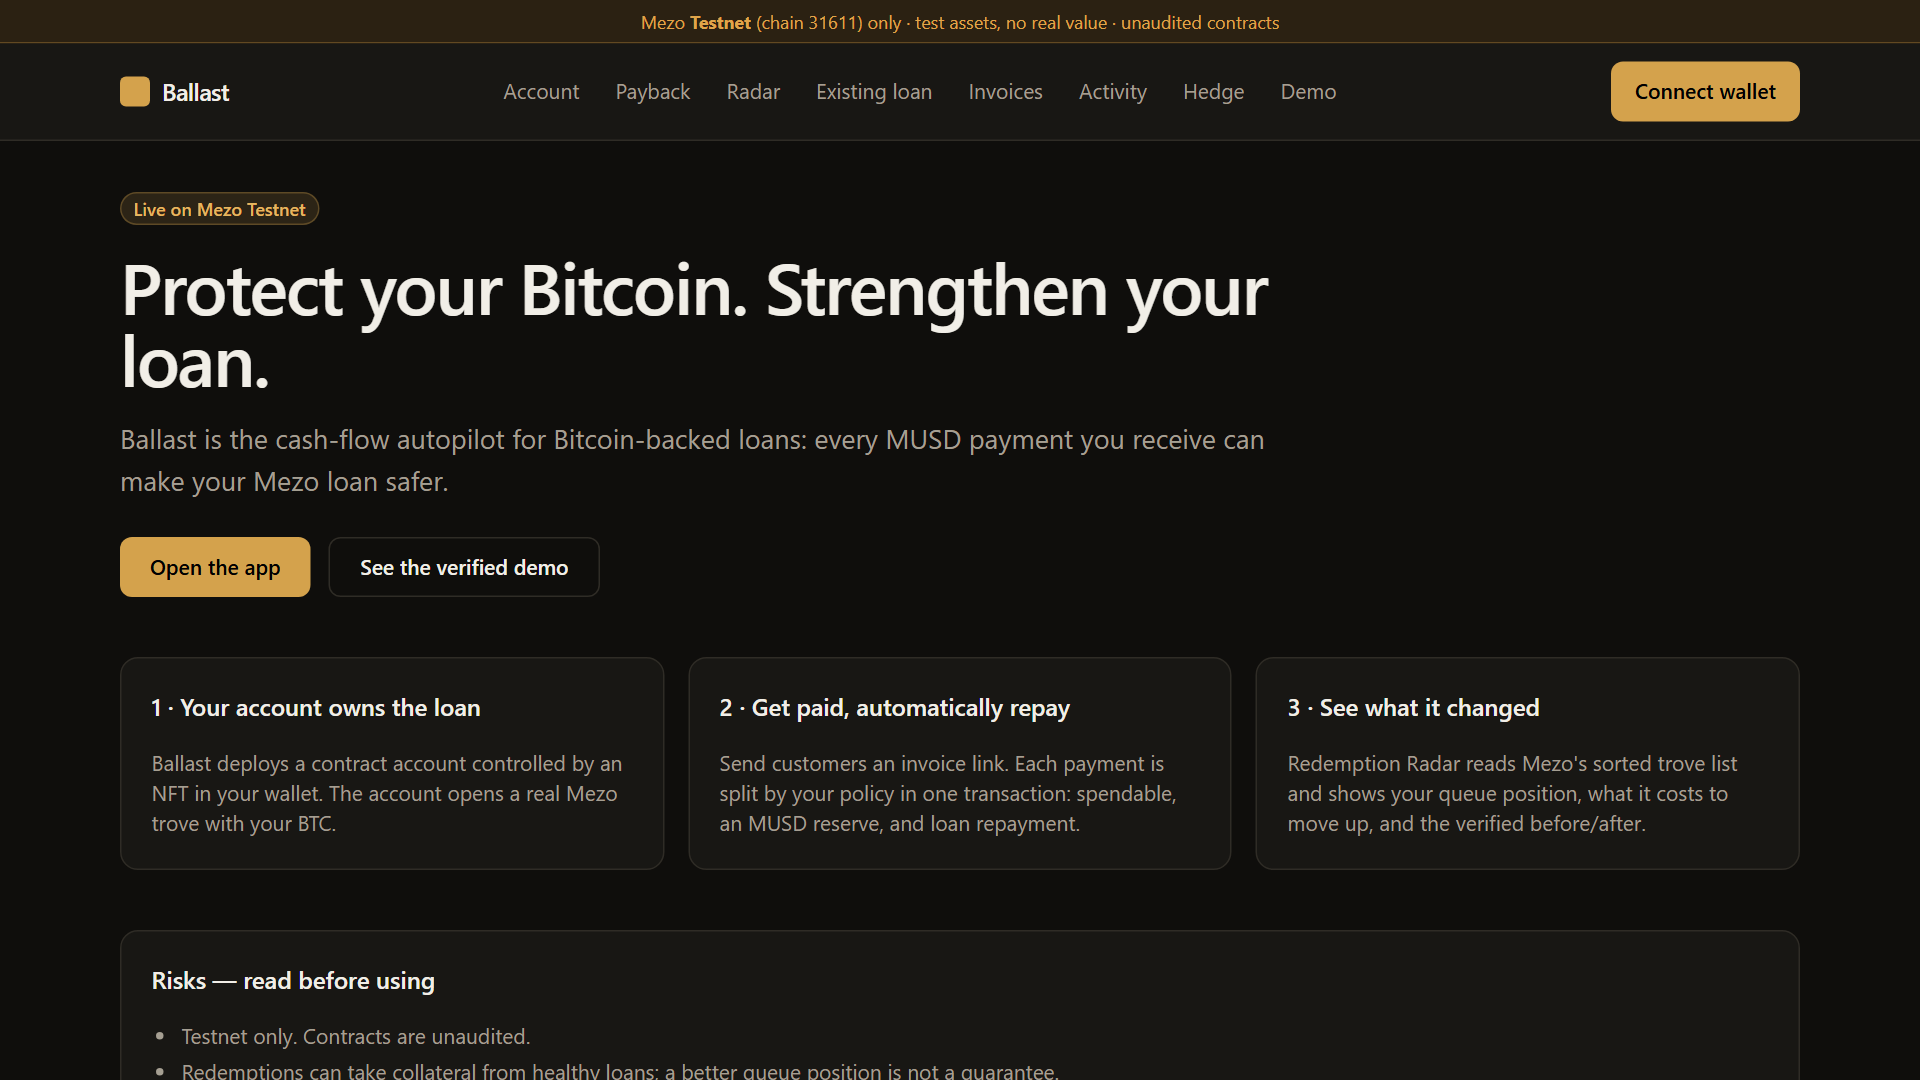 Mezo Testnet (chain 31611) only · test assets, no real value · unaudited contracts
Ballast
Account
Payback
Radar
Existing loan
Invoices
Activity
Hedge
Demo
Connect wallet
Live on Mezo Testnet
Protect your Bitcoin. Strengthen your
loan.
Ballast is the cash-flow autopilot for Bitcoin-backed loans: every MUSD payment you receive can
make your Mezo loan safer.
Open the app
See the verified demo
1 · Your account owns the loan
Ballast deploys a contract account controlled by an
NFT in your wallet. The account opens a real Mezo
trove with your BTC.
2 · Get paid, automatically repay
Send customers an invoice link. Each payment is
split by your policy in one transaction: spendable,
an MUSD reserve, and loan repayment.
3 · See what it changed
Redemption Radar reads Mezo's sorted trove list
and shows your queue position, what it costs to
move up, and the verified before/after.
Risks — read before using
• Testnet only. Contracts are unaudited.
• Redemptions can take collateral from healthy loans; a better queue position is not a guarantee.